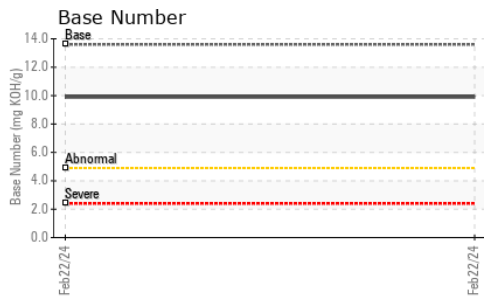 Base Number
Base Number (mg KOH/g)
14.0
12.0
10.0
8.0
6.0
4.0
2.0
0.0
Base
Abnormal
Severe
Feb22/24
Feb22/24